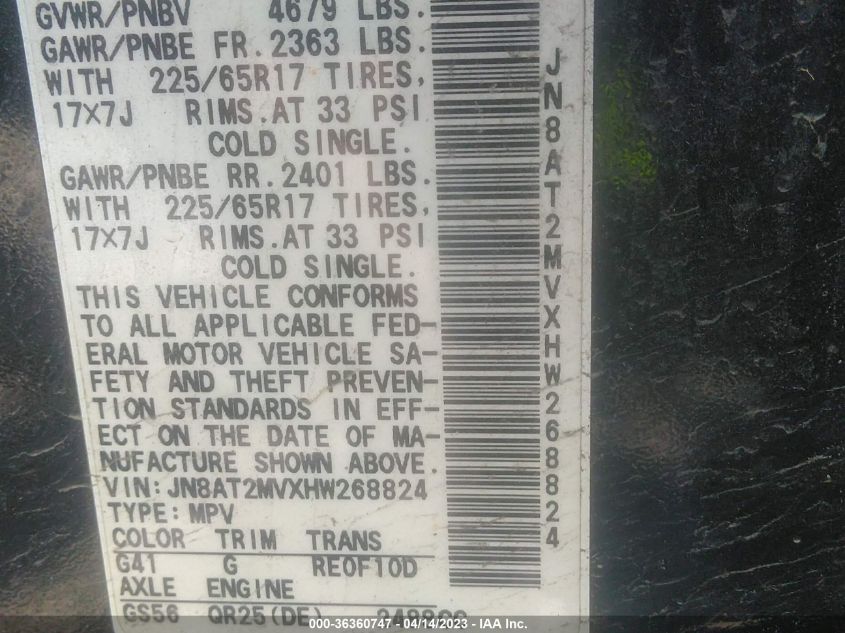 GVWR/PNBV 4679 LBS.
GAWR/PNBE FR. 2363 LBS.
WITH 225/65R17 TIRES,
17X7J RIMS.AT 33 PSI
COLD SINGLE.
GAWR/PNBE RR. 2401 LBS.
WITH 225/65R17 TIRES,
17X7J RIMS.AT 33 PSI
COLD SINGLE.
THIS VEHICLE CONFORMS
TO ALL APPLICABLE FED-
ERAL MOTOR VEHICLE SA-
FETY AND THEFT PREVEN-
TION STANDARDS IN EFF-
ECT ON THE DATE OF MA-
NUFACTURE SHOWN ABOVE.
VIN:JN8AT2MVXHW268824
TYPE: MPV
COLOR TRIM TRANS
G41 G RE0F10D
AXLE ENGINE
GS56 QR25(DE)
JN8AT2MVXHW268824
000-36360747 - 04/14/2023 - IAA Inc.